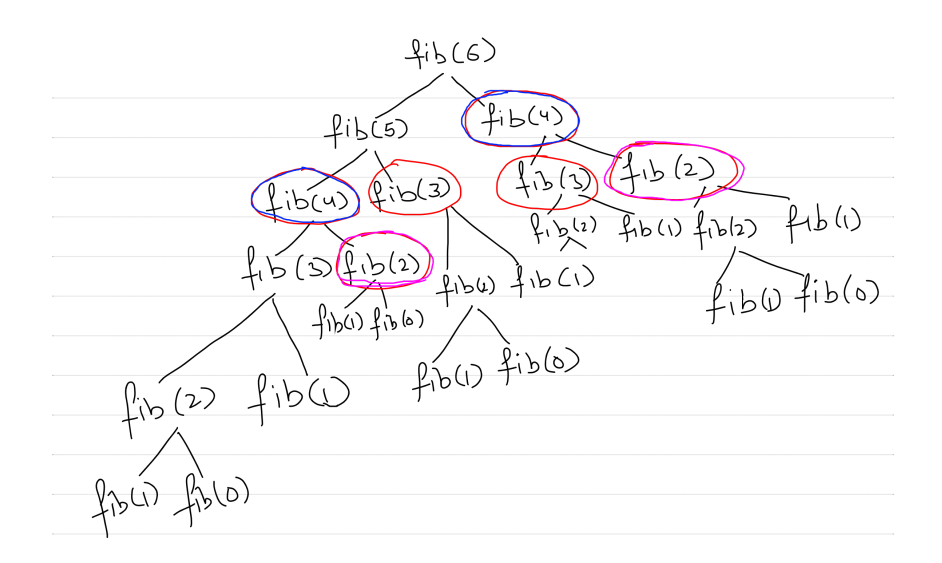 fib(6)
fib(5) fib(4)
fib(4) fib(3) fib(3) fib(2)
fib(2) fib(1) fib(2) fib(1)
fib(3) fib(2) fib(2) fib(1)
fib(1) fib(0) fib(1) fib(0)
fib(1) fib(0)
fib(2) fib(1)
fib(1) fib(0)